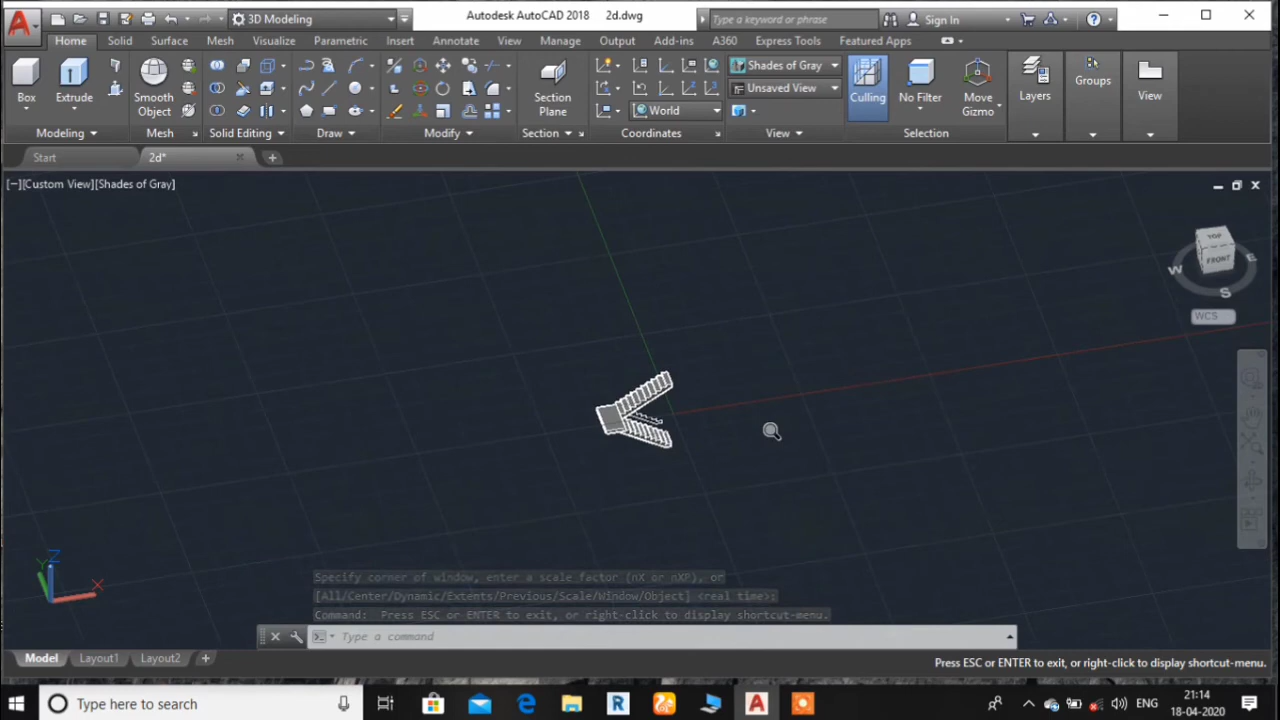 3D Modeling
Autodesk AutoCAD 2018 2d.dwg
Type a keyword or phrase
Sign In
Home Solid Surface Mesh Visualize Parametric Insert Annotate View Manage Output Add-ins A360 Express Tools Featured Apps
Box
Extrude
Smooth
Object
Section
Plane
Shades of Gray
Unsaved View
World
Culling
No Filter
Move
Gizmo
Layers
Groups
View
Modeling Mesh Solid Editing Draw Modify Section Coordinates View Selection
Start 2d*
[−][Custom View][Shades of Gray]
TOP
FRONT
W E
S
WCS
Z
Y
X
Specify corner of window, enter a scale factor (nX or nXP), or
[All/Center/Dynamic/Extents/Previous/Scale/Window/Object] <real time>:
Command: Press ESC or ENTER to exit, or right-click to display shortcut-menu.
Type a command
Model Layout1 Layout2 +
Press ESC or ENTER to exit, or right-click to display shortcut-menu.
Type here to search
ENG
21:14
18-04-2020